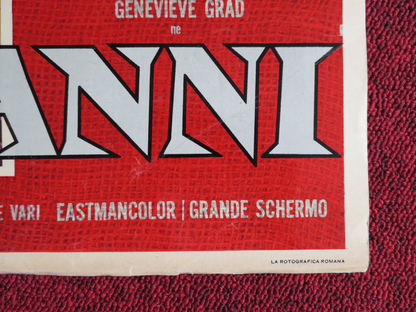 GENEVIEVE GRAD
ne
ANNI
E VARI EASTMANCOLOR | GRANDE SCHERMO
LA ROTOGRAFICA ROMANA